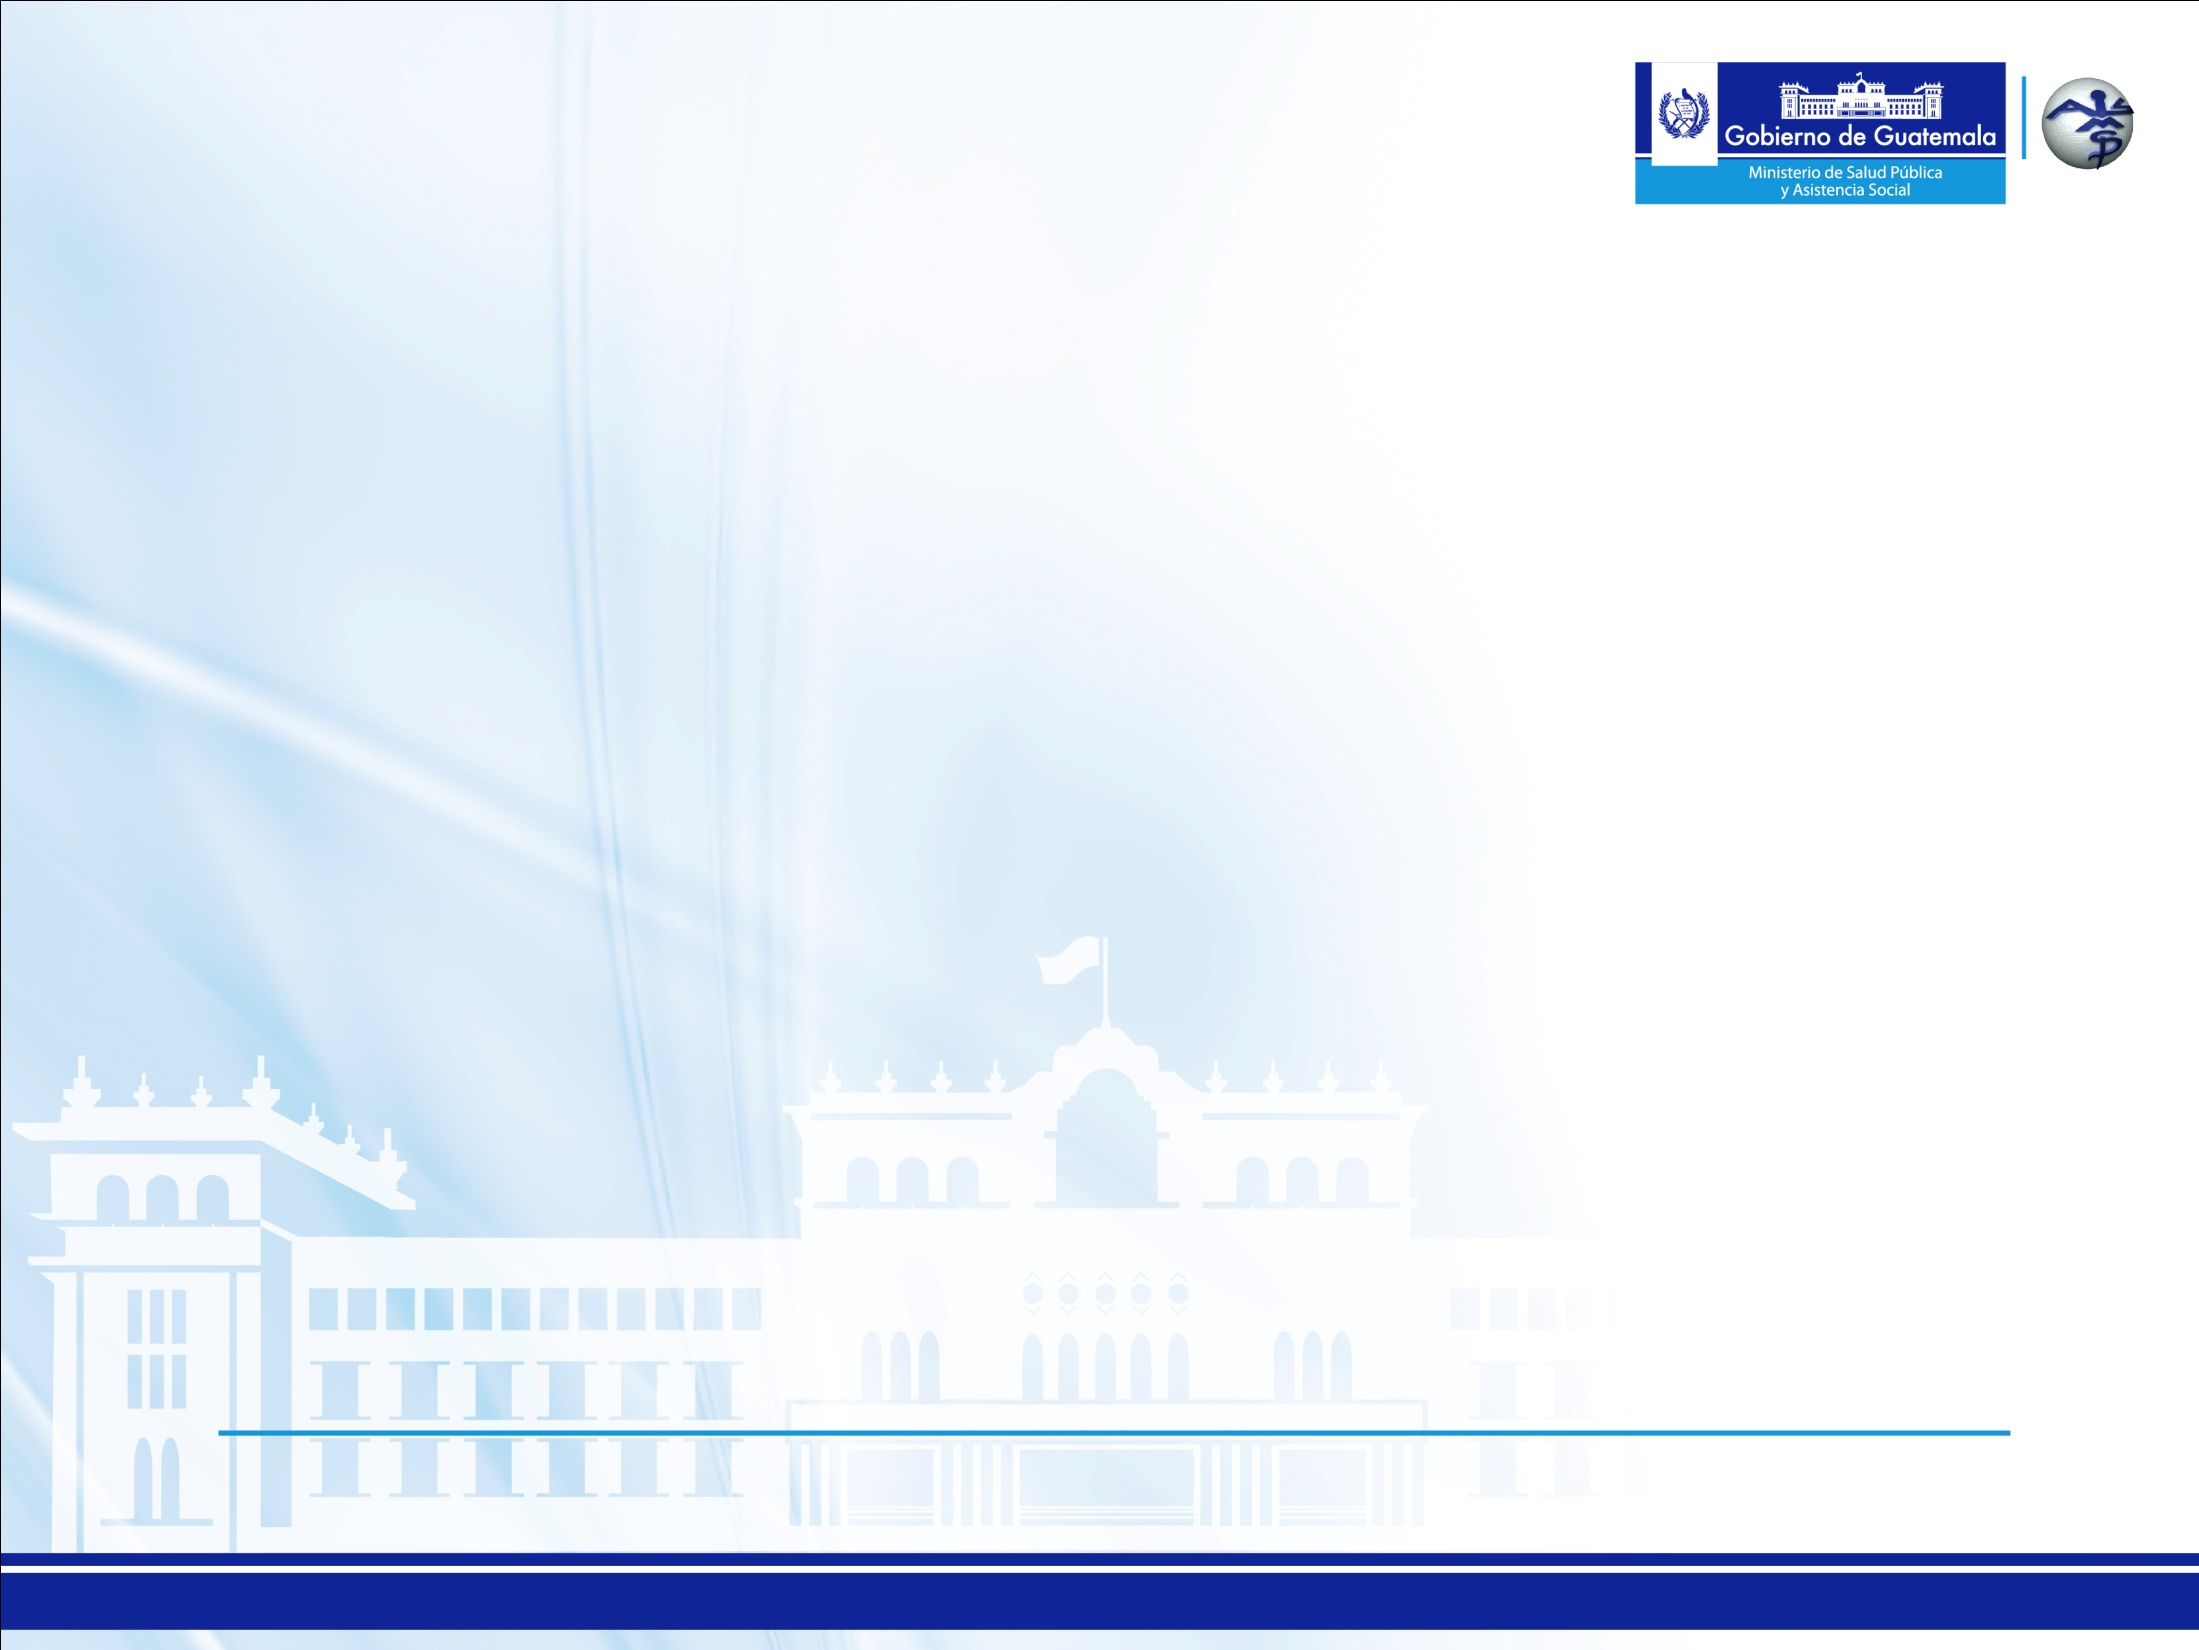 Gobierno de Guatemala
Ministerio de Salud Pública
y Asistencia Social